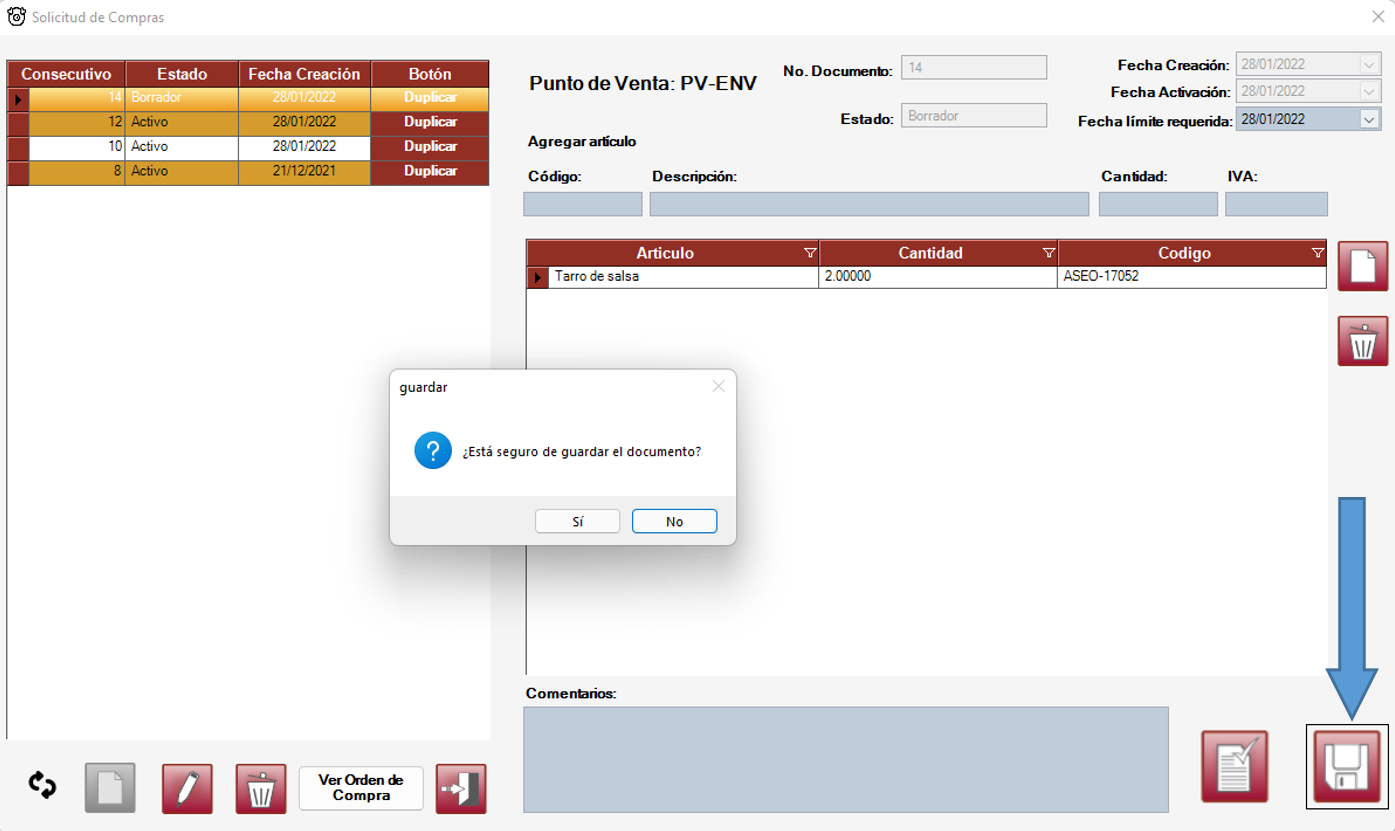 Solicitud de Compras
Consecutivo Estado Fecha Creación Botón
14 Borrador 28/01/2022 Duplicar
12 Activo 28/01/2022 Duplicar
10 Activo 28/01/2022 Duplicar
8 Activo 21/12/2021 Duplicar
Punto de Venta: PV-ENV
No. Documento: 14
Estado: Borrador
Fecha Creación: 28/01/2022
Fecha Activación: 28/01/2022
Fecha límite requerida: 28/01/2022
Agregar artículo
Código: Descripción: Cantidad: IVA:
Articulo Cantidad Codigo
Tarro de salsa 2.00000 ASEO-17052
guardar
¿Está seguro de guardar el documento?
Sí No
Comentarios:
Ver Orden de
Compra